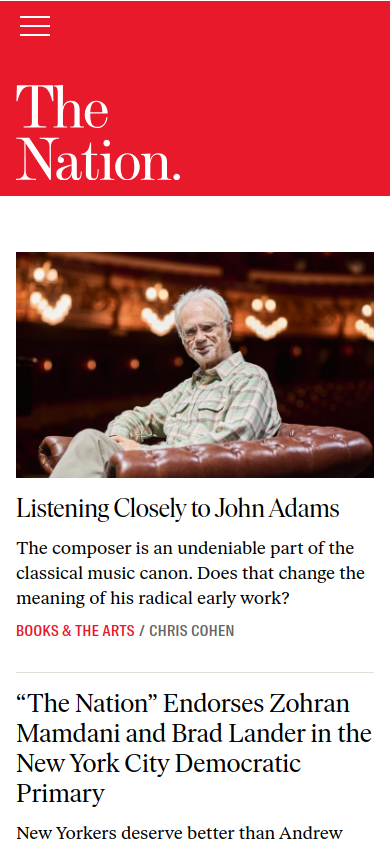 The
Nation.
Listening Closely to John Adams
The composer is an undeniable part of the
classical music canon. Does that change the
meaning of his radical early work?
BOOKS & THE ARTS / CHRIS COHEN
“The Nation” Endorses Zohran
Mamdani and Brad Lander in the
New York City Democratic
Primary
New Yorkers deserve better than Andrew